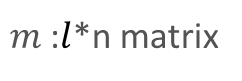 𝑚 :𝒍*n matrix